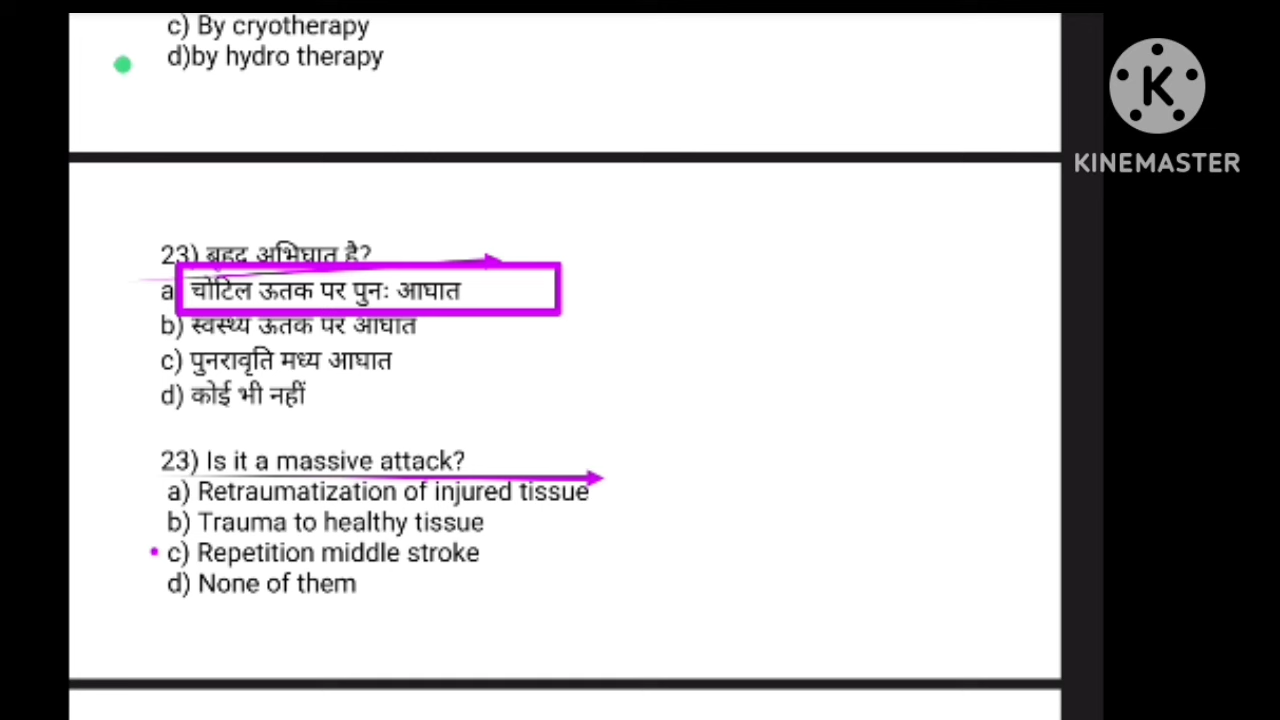 c) By cryotherapy
d)by hydro therapy
K
KINEMASTER
23) बृहद अभिघात है?
a) चोटिल ऊतक पर पुनः आघात
b) स्वस्थ्य ऊतक पर आघात
c) पुनरावृति मध्य आघात
d) कोई भी नहीं
23) Is it a massive attack?
a) Retraumatization of injured tissue
b) Trauma to healthy tissue
c) Repetition middle stroke
d) None of them